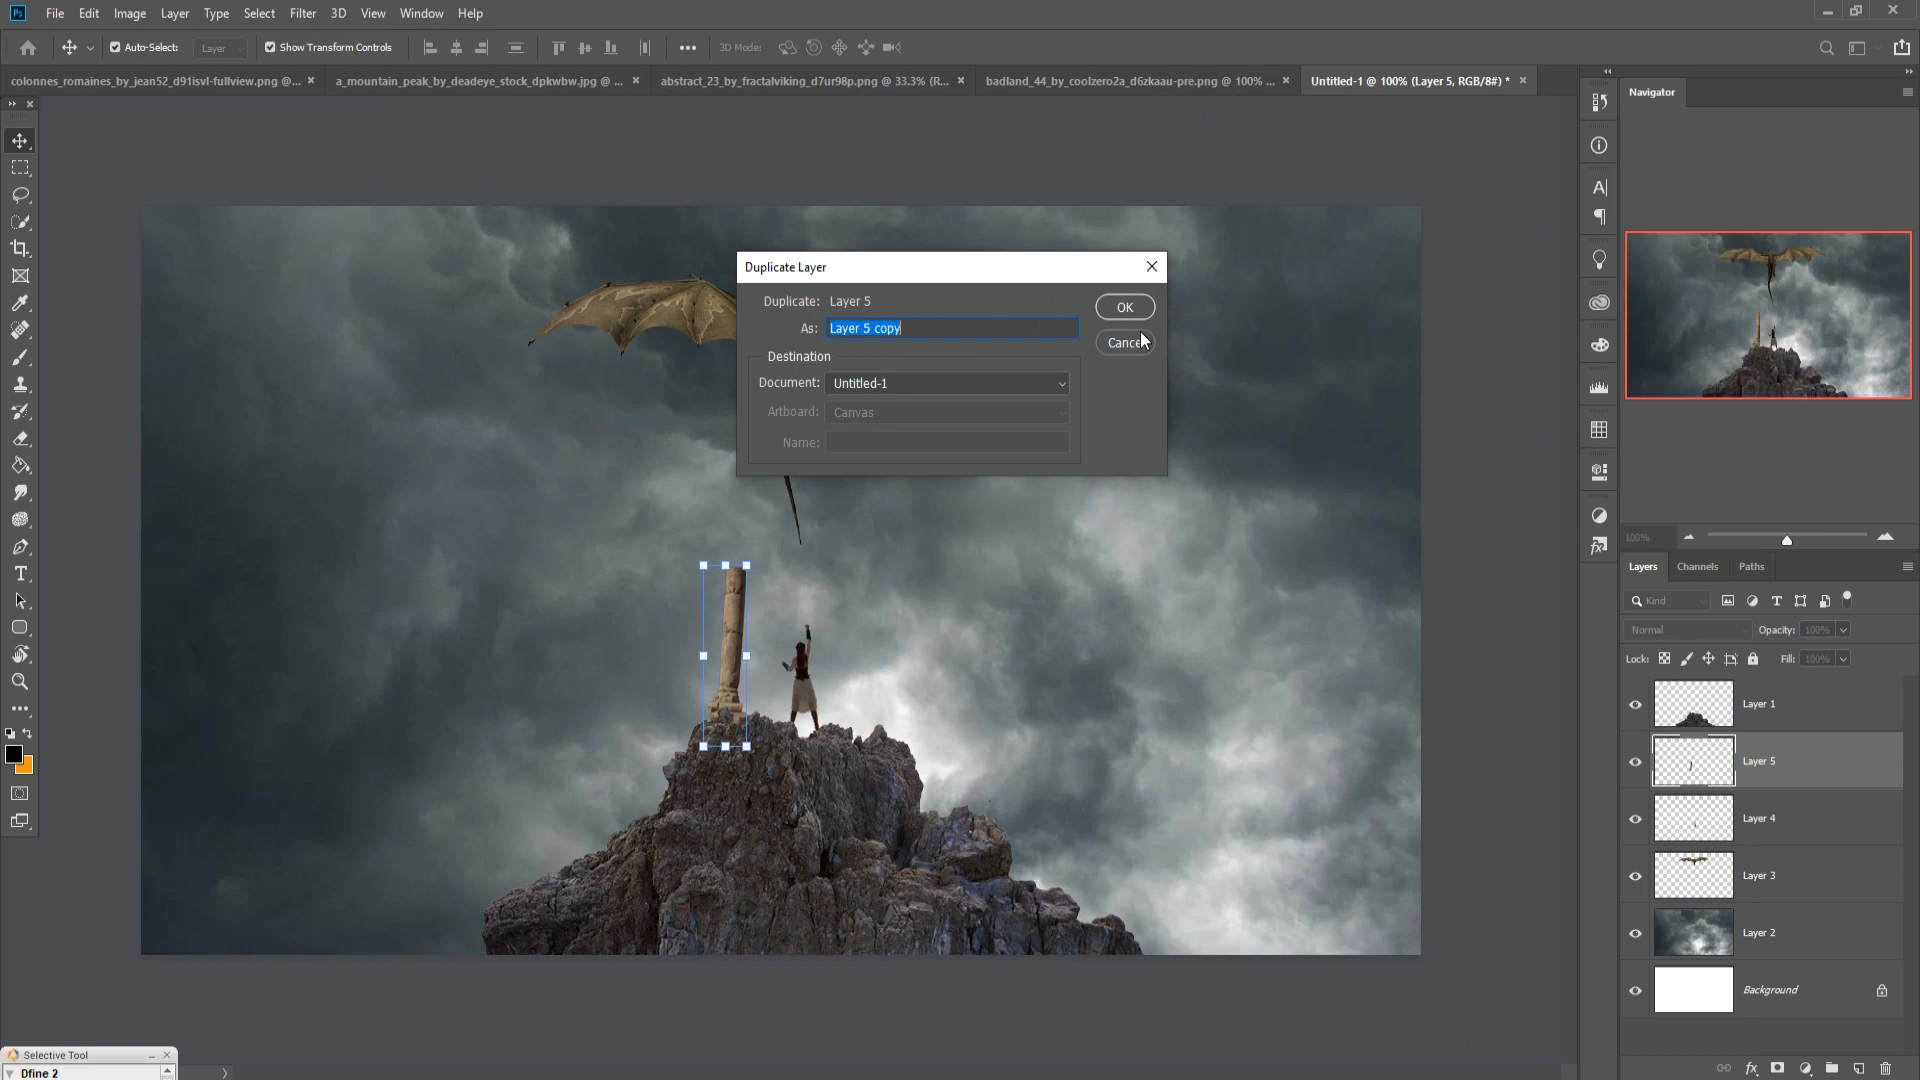 Ps File Edit Image Layer Type Select Filter 3D View Window Help
Auto-Select: Layer Show Transform Controls 3D Mode:
colonnes_romaines_by_jean52_d91isvl-fullview.png @... × a_mountain_peak_by_deadeye_stock_dpkwbw.jpg @ ... × abstract_23_by_fractalviking_d7ur98p.png @ 33.3% (R... × badland_44_by_coolzero2a_d6zkaau-pre.png @ 100% ... × Untitled-1 @ 100% (Layer 5, RGB/8#) * ×
Navigator
Duplicate Layer
Duplicate: Layer 5
OK
As: Layer 5 copy
Cancel
Destination
Document: Untitled-1
Artboard: Canvas
Name:
100%
Layers Channels Paths
Kind
Normal Opacity: 100%
Lock: Fill: 100%
Layer 1
Layer 5
Layer 4
Layer 3
Layer 2
Background
Selective Tool
Dfine 2